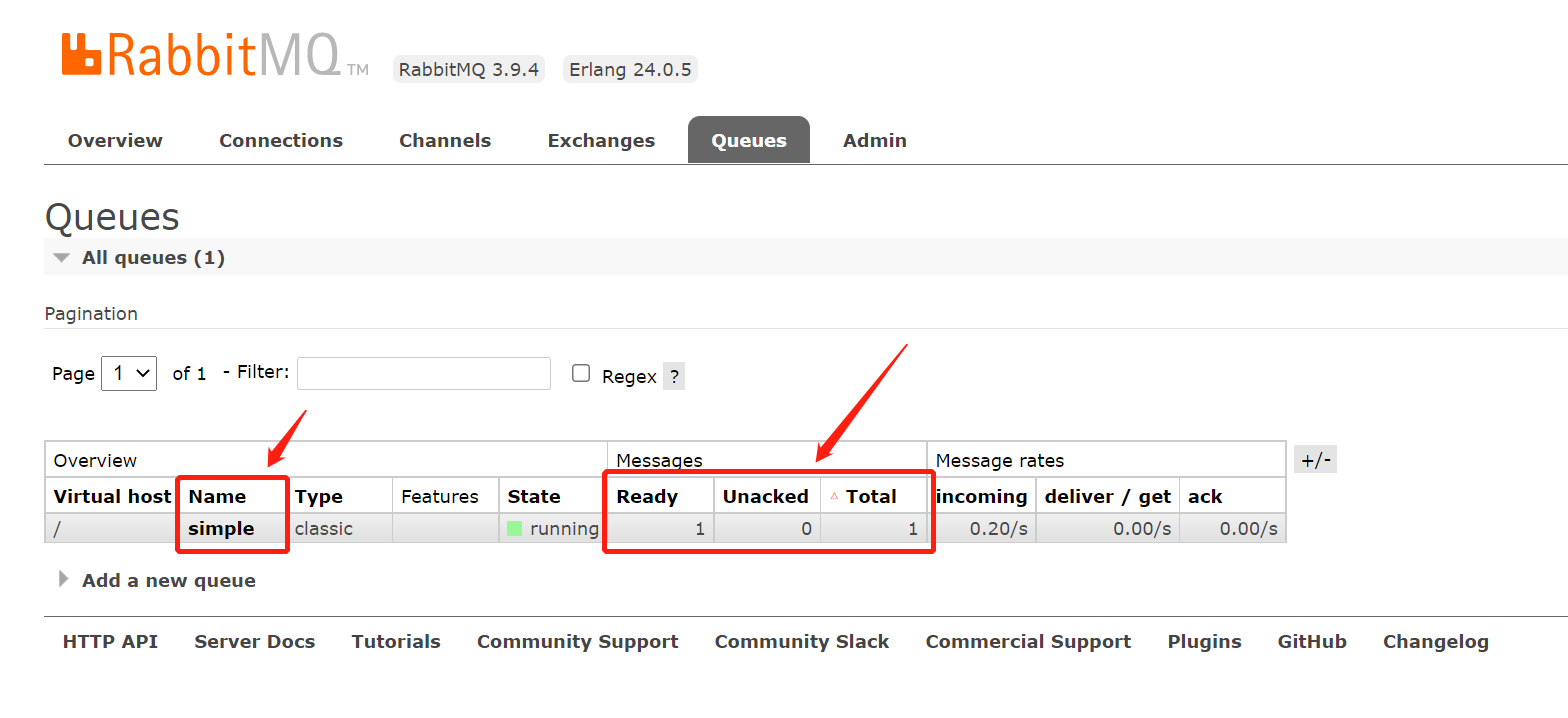 RabbitMQ TM RabbitMQ 3.9.4 Erlang 24.0.5
Overview Connections Channels Exchanges Queues Admin
Queues
All queues (1)
Pagination
Page 1 of 1 - Filter: Regex ?
Overview Messages Message rates +/-
Virtual host Name Type Features State Ready Unacked Total incoming deliver / get ack
/ simple classic running 1 0 1 0.20/s 0.00/s 0.00/s
Add a new queue
HTTP API Server Docs Tutorials Community Support Community Slack Commercial Support Plugins GitHub Changelog